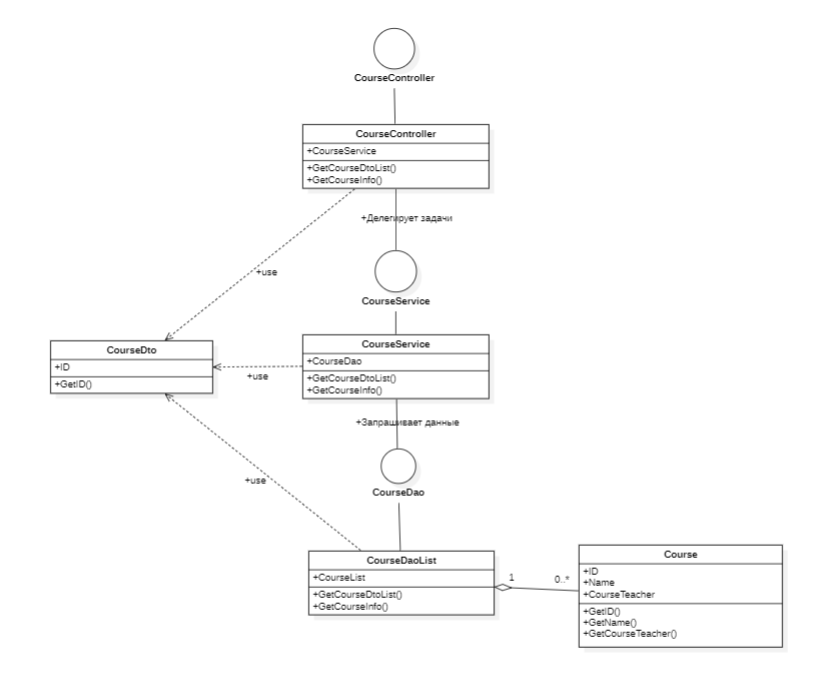 CourseController
CourseController
+CourseService
+GetCourseDtoList()
+GetCourseInfo()
+Делегирует задачи
+use
CourseService
CourseService
+CourseDao
+GetCourseDtoList()
+GetCourseInfo()
CourseDto
+ID
+GetID()
+use
+Запрашивает данные
+use
CourseDao
CourseDaoList
+CourseList
+GetCourseDtoList()
+GetCourseInfo()
1
0..*
Course
+ID
+Name
+CourseTeacher
+GetID()
+GetName()
+GetCourseTeacher()